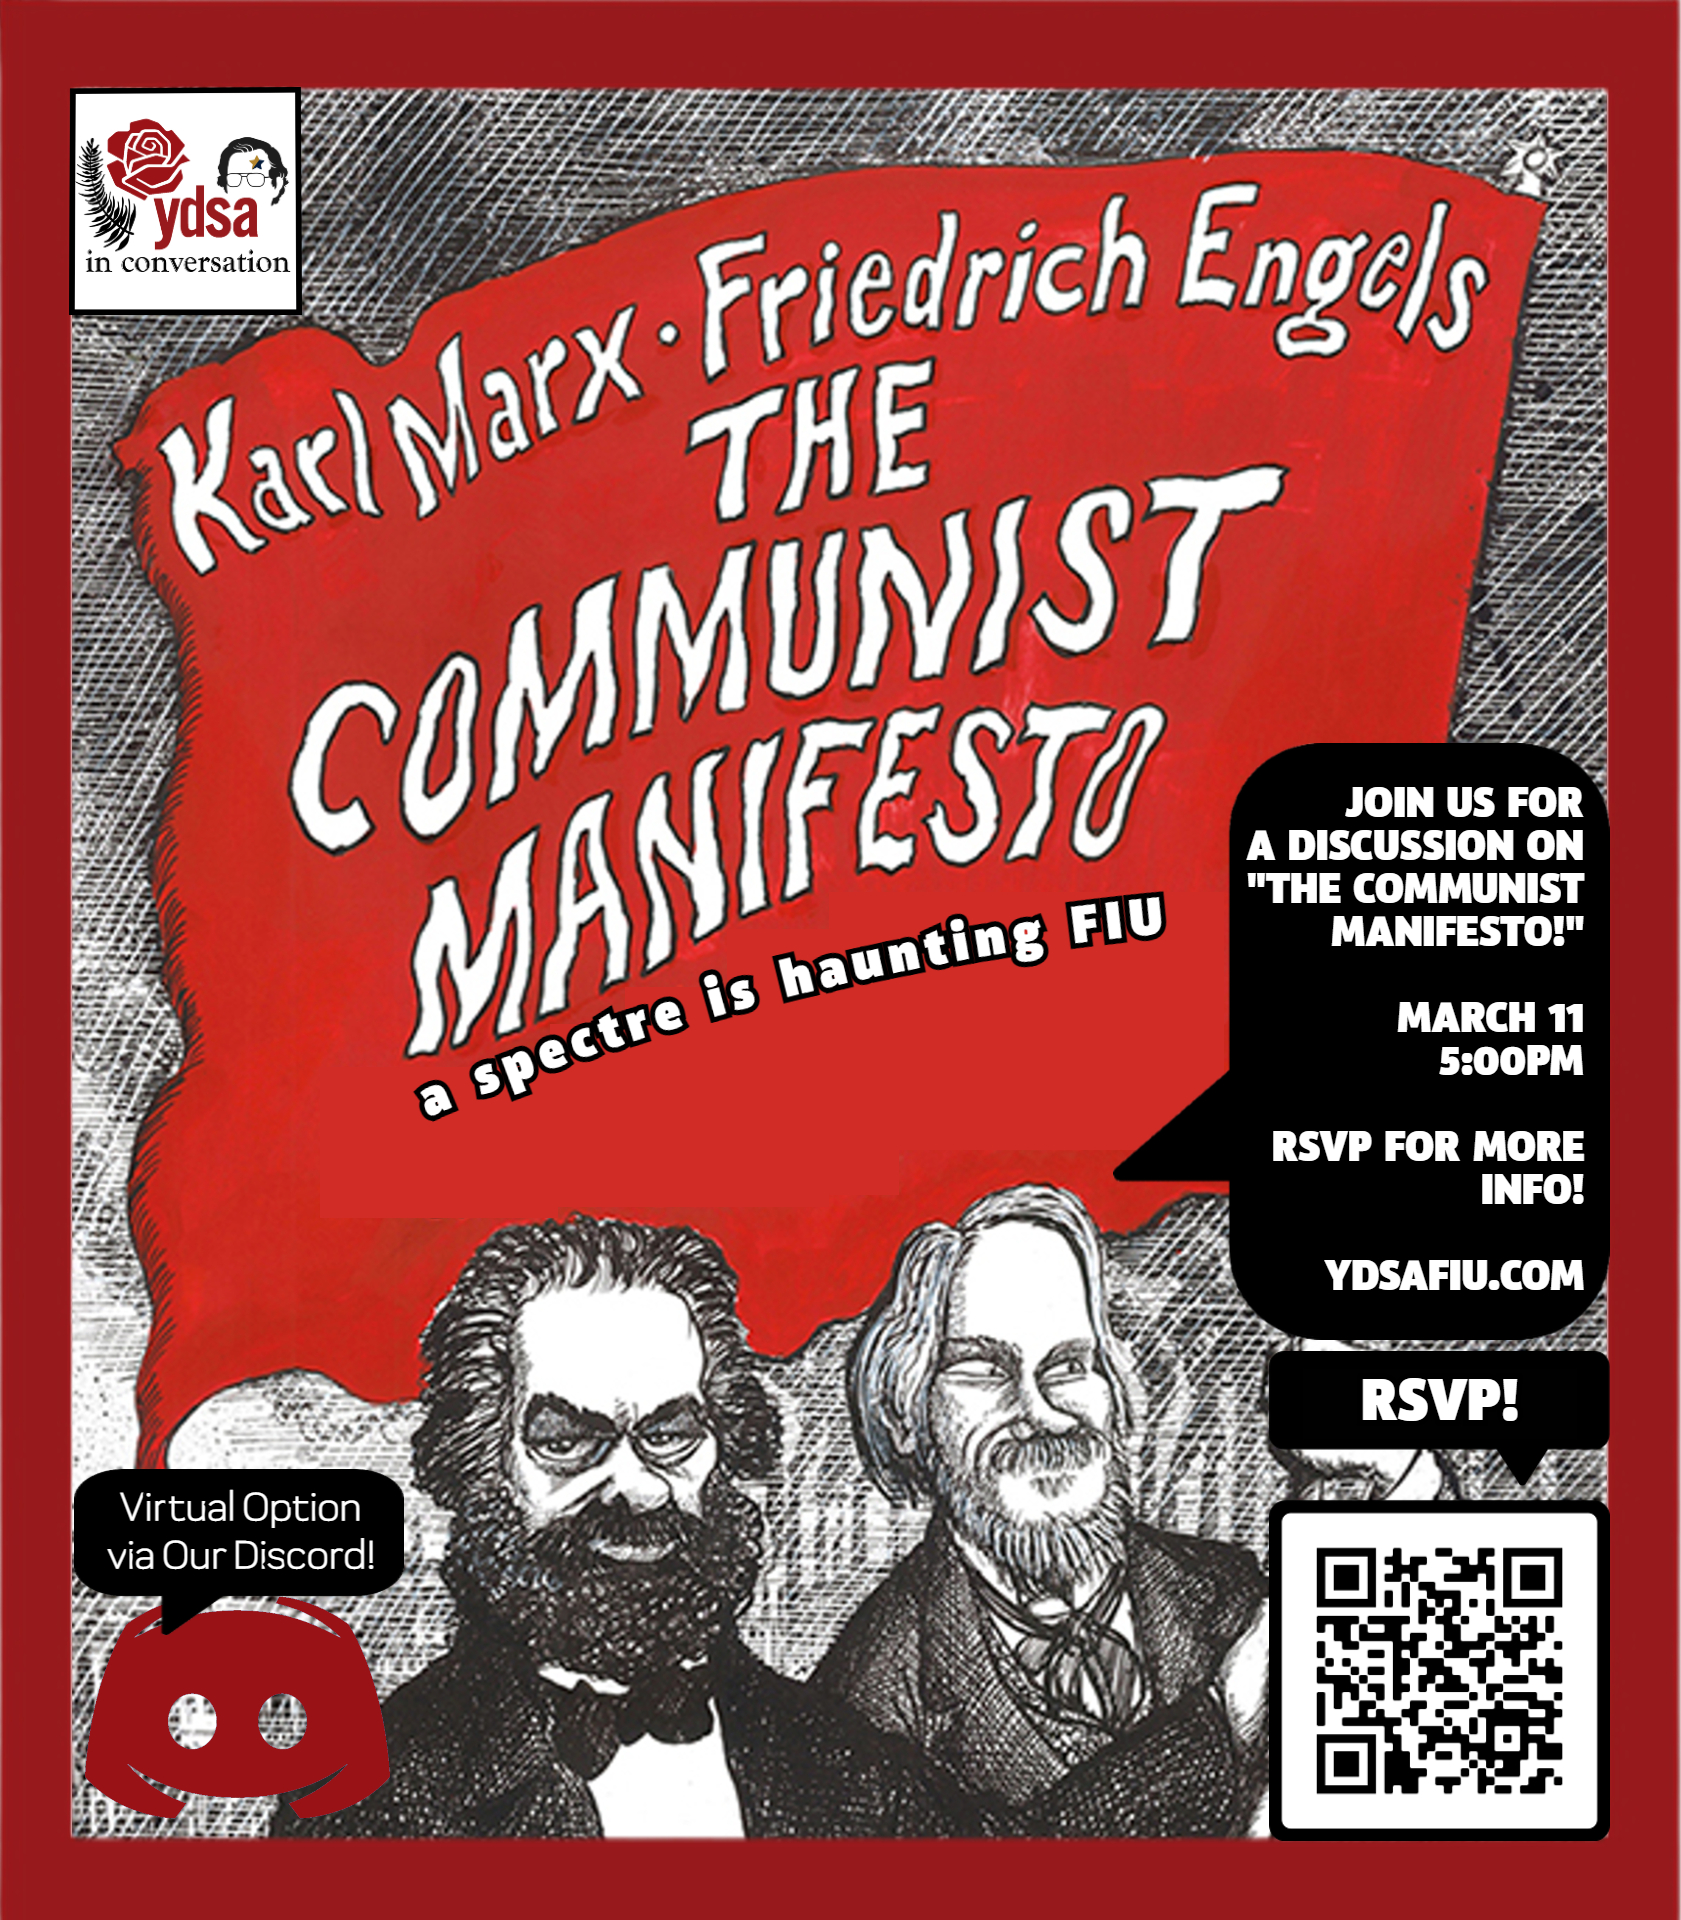 ydsa
in conversation
Karl Marx · Friedrich Engels
THE
COMMUNIST
MANIFESTO
a spectre is haunting FIU
JOIN US FOR
A DISCUSSION ON
"THE COMMUNIST
MANIFESTO!"
MARCH 11
5:00PM
RSVP FOR MORE
INFO!
YDSAFIU.COM
RSVP!
Virtual Option
via Our Discord!